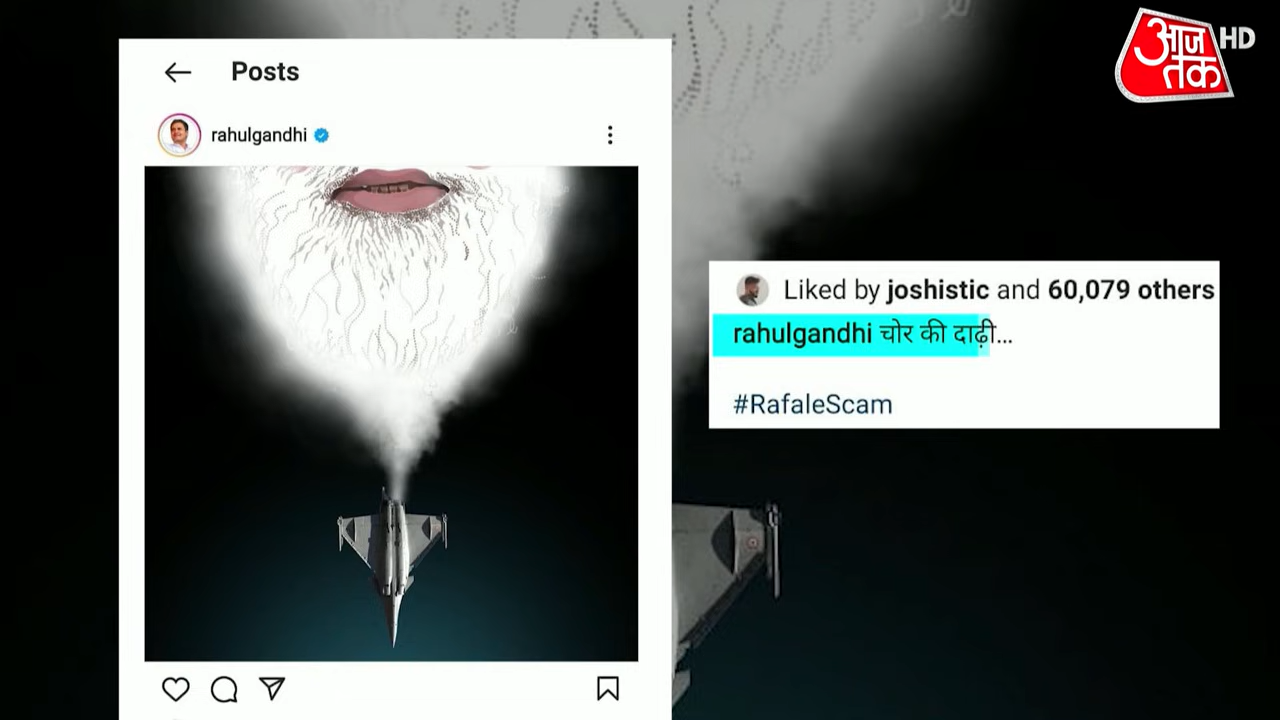 आज तक HD
Posts
rahulgandhi
Liked by joshistic and 60,079 others
rahulgandhi चोर की दाढ़ी...
#RafaleScam